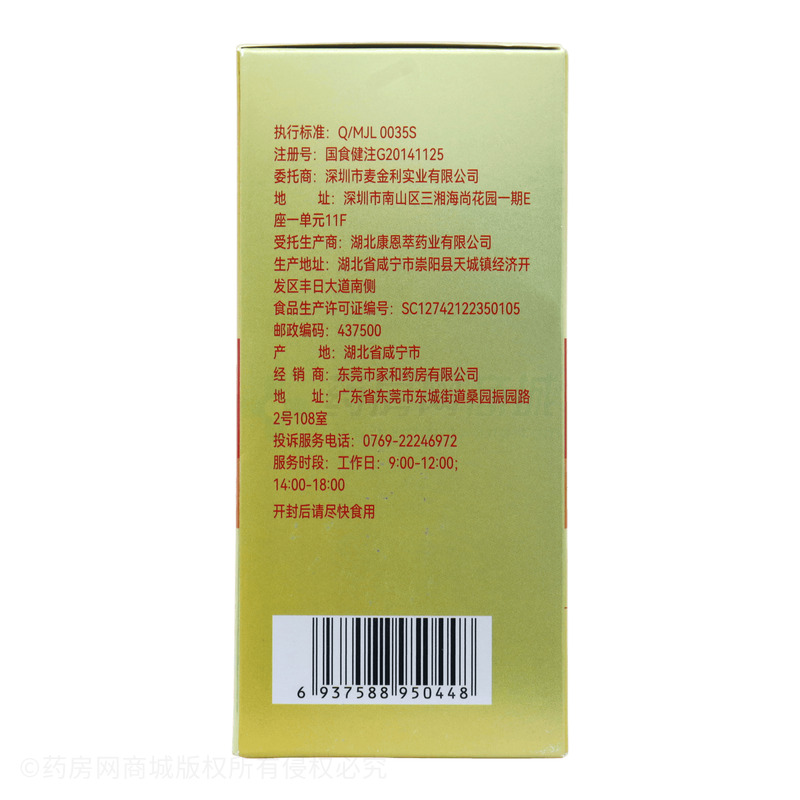 执行标准：Q/MJL 0035S
注册号：国食健注G20141125
委托商：深圳市麦金利实业有限公司
地 址：深圳市南山区三湘海尚花园一期E
座一单元11F
受托生产商：湖北康恩萃药业有限公司
生产地址：湖北省咸宁市崇阳县天城镇经济开
发区丰日大道南侧
食品生产许可证编号：SC12742122350105
邮政编码：437500
产 地：湖北省咸宁市
经 销 商：东莞市家和药房有限公司
地 址：广东省东莞市东城街道桑园振园路
2号108室
投诉服务电话：0769-22246972
服务时段：工作日：9:00-12:00；
14:00-18:00
开封后请尽快食用
6 937588 950448
©药房网商城版权所有侵权必究